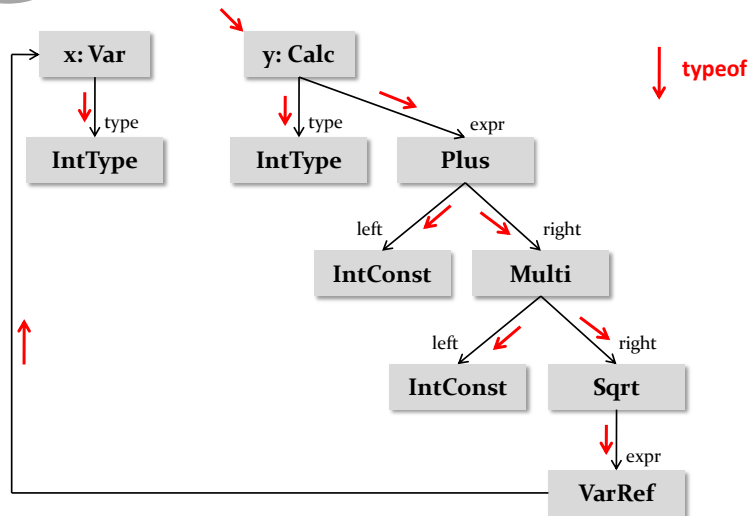 x: Var
y: Calc
typeof
type
type
expr
IntType
IntType
Plus
left
right
IntConst
Multi
left
right
IntConst
Sqrt
expr
VarRef